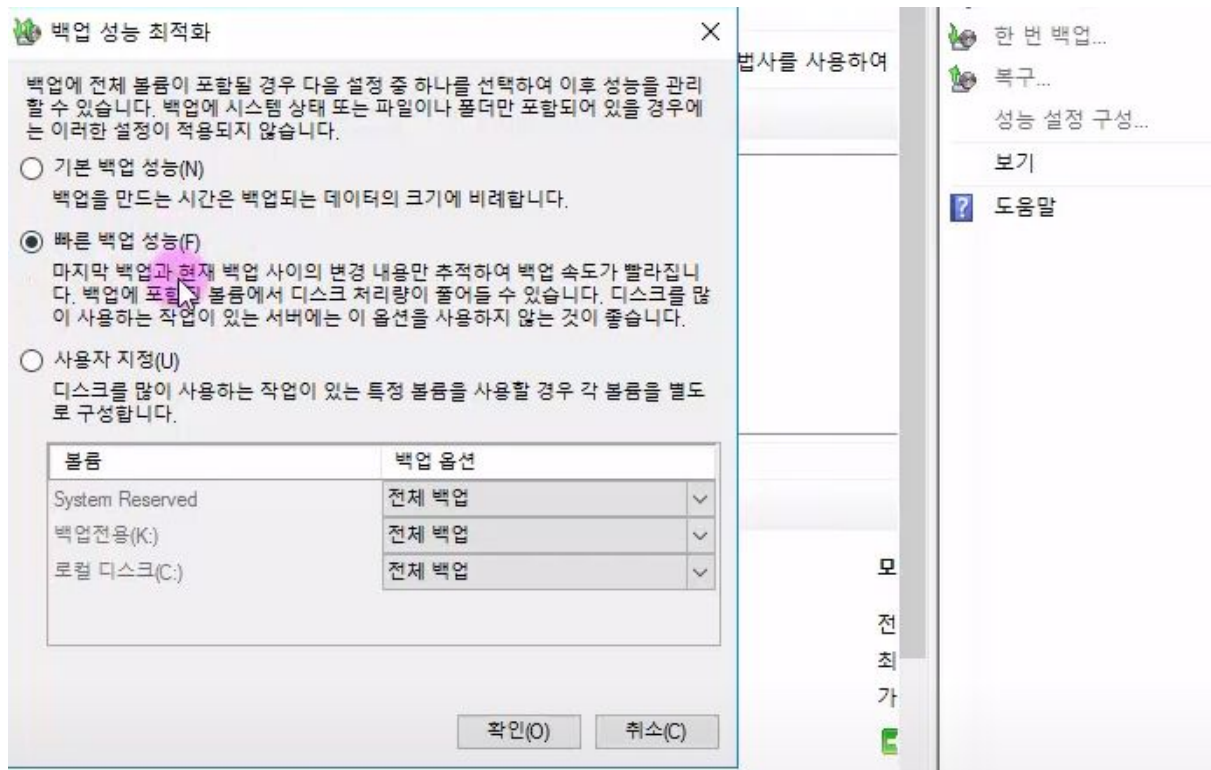 백업 성능 최적화
백업에 전체 볼륨이 포함될 경우 다음 설정 중 하나를 선택하여 이후 성능을 관리
할 수 있습니다. 백업에 시스템 상태 또는 파일이나 폴더만 포함되어 있을 경우에
는 이러한 설정이 적용되지 않습니다.
기본 백업 성능(N)
백업을 만드는 시간은 백업되는 데이터의 크기에 비례합니다.
빠른 백업 성능(F)
마지막 백업과 현재 백업 사이의 변경 내용만 추적하여 백업 속도가 빨라집니
다. 백업에 볼륨에서 디스크 처리량이 줄어들 수 있습니다. 디스크를 많
이 사용하는 작업이 있는 서버에는 이 옵션을 사용하지 않는 것이 좋습니다.
사용자 지정(U)
디스크를 많이 사용하는 작업이 있는 특정 볼륨을 사용할 경우 각 볼륨을 별도
로 구성합니다.
볼륨 백업 옵션
System Reserved 전체 백업
백업전용(K:) 전체 백업
로컬 디스크(C:) 전체 백업
확인(O) 취소(C)
법사를 사용하여
모
전
최
가
한 번 백업...
복구...
성능 설정 구성...
보기
도움말